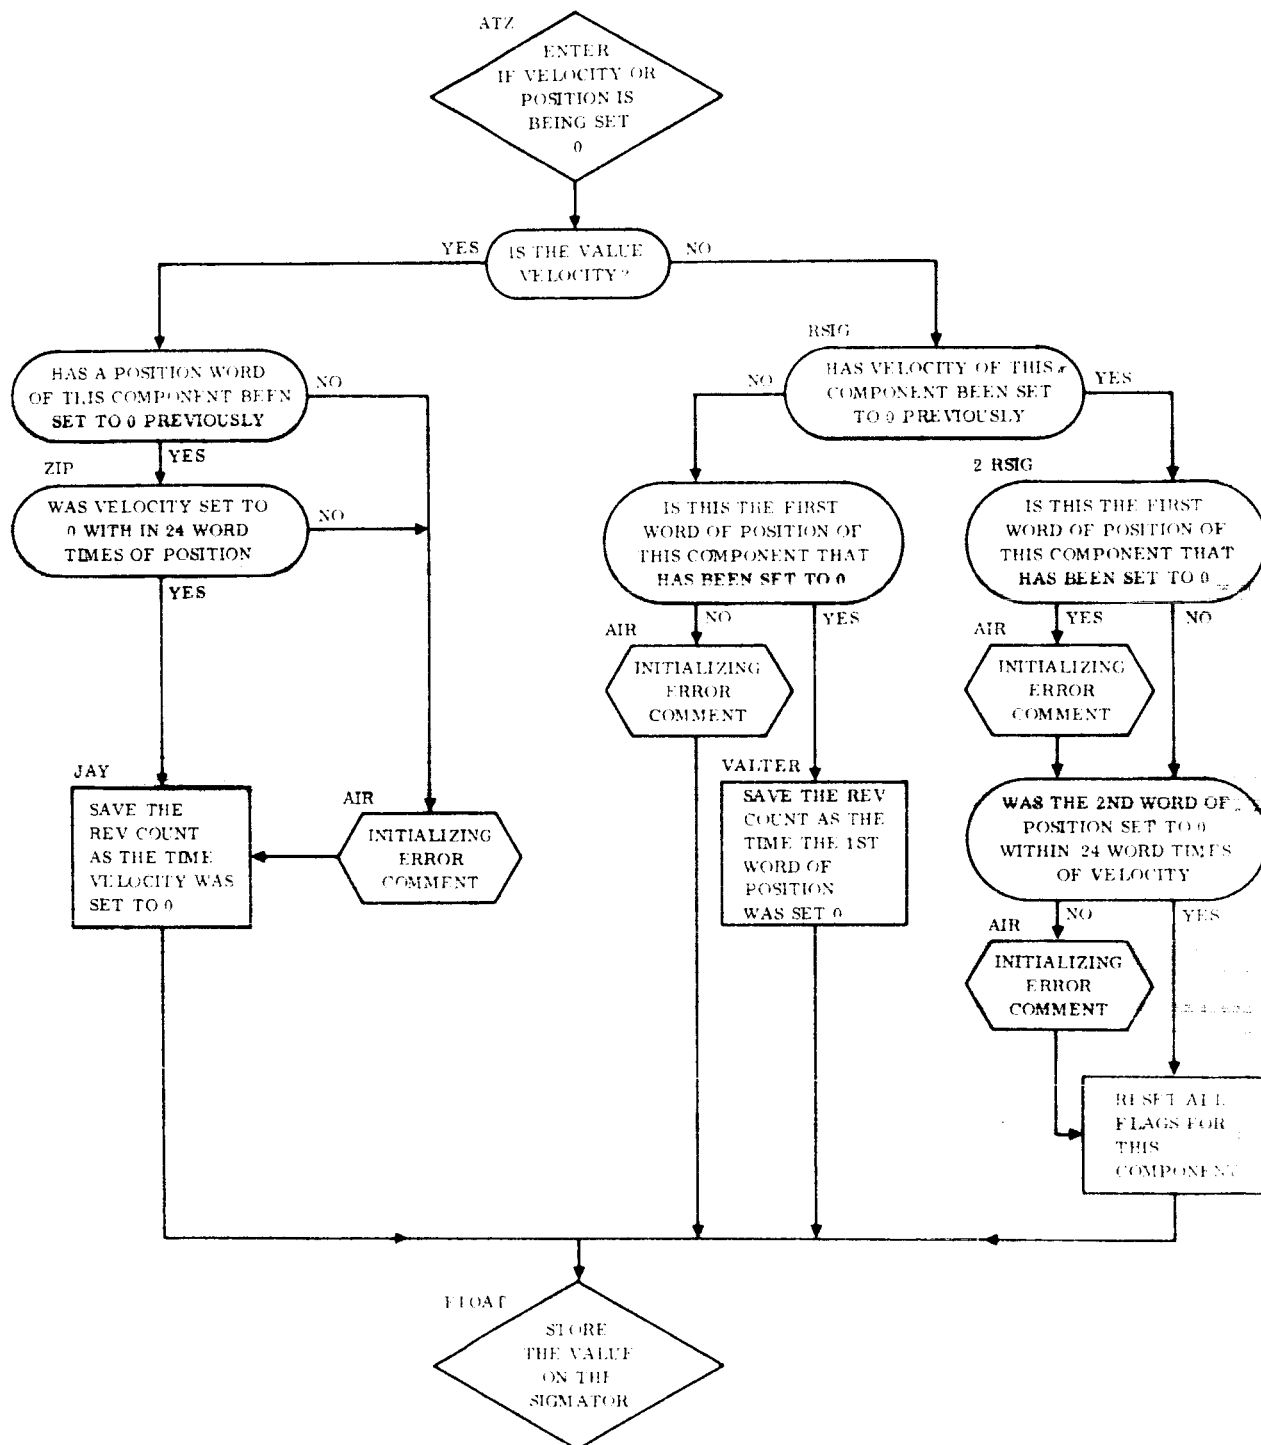 ATZ
ENTER
IF VELOCITY OR
POSITION IS
BEING SET
0
YES
IS THE VALUE
VELOCITY?
NO
HAS A POSITION WORD
OF THIS COMPONENT BEEN
SET TO 0 PREVIOUSLY
NO
YES
ZIP
WAS VELOCITY SET TO
0 WITH IN 24 WORD
TIMES OF POSITION
NO
YES
JAY
SAVE THE
REV COUNT
AS THE TIME
VELOCITY WAS
SET TO 0
AIR
INITIALIZING
ERROR
COMMENT
RSIG
HAS VELOCITY OF THIS
COMPONENT BEEN SET
TO 0 PREVIOUSLY
NO
YES
IS THIS THE FIRST
WORD OF POSITION OF
THIS COMPONENT THAT
HAS BEEN SET TO 0
NO
YES
AIR
INITIALIZING
ERROR
COMMENT
VALTER
SAVE THE REV
COUNT AS THE
TIME THE 1ST
WORD OF
POSITION
WAS SET 0
2 RSIG
IS THIS THE FIRST
WORD OF POSITION OF
THIS COMPONENT THAT
HAS BEEN SET TO 0
YES
NO
AIR
INITIALIZING
ERROR
COMMENT
WAS THE 2ND WORD OF
POSITION SET TO 0
WITHIN 24 WORD TIMES
OF VELOCITY
NO
YES
AIR
INITIALIZING
ERROR
COMMENT
RESET ALL
FLAGS FOR
THIS
COMPONENT
FLOAT
STORE
THE VALUE
ON THE
SIGMATOR